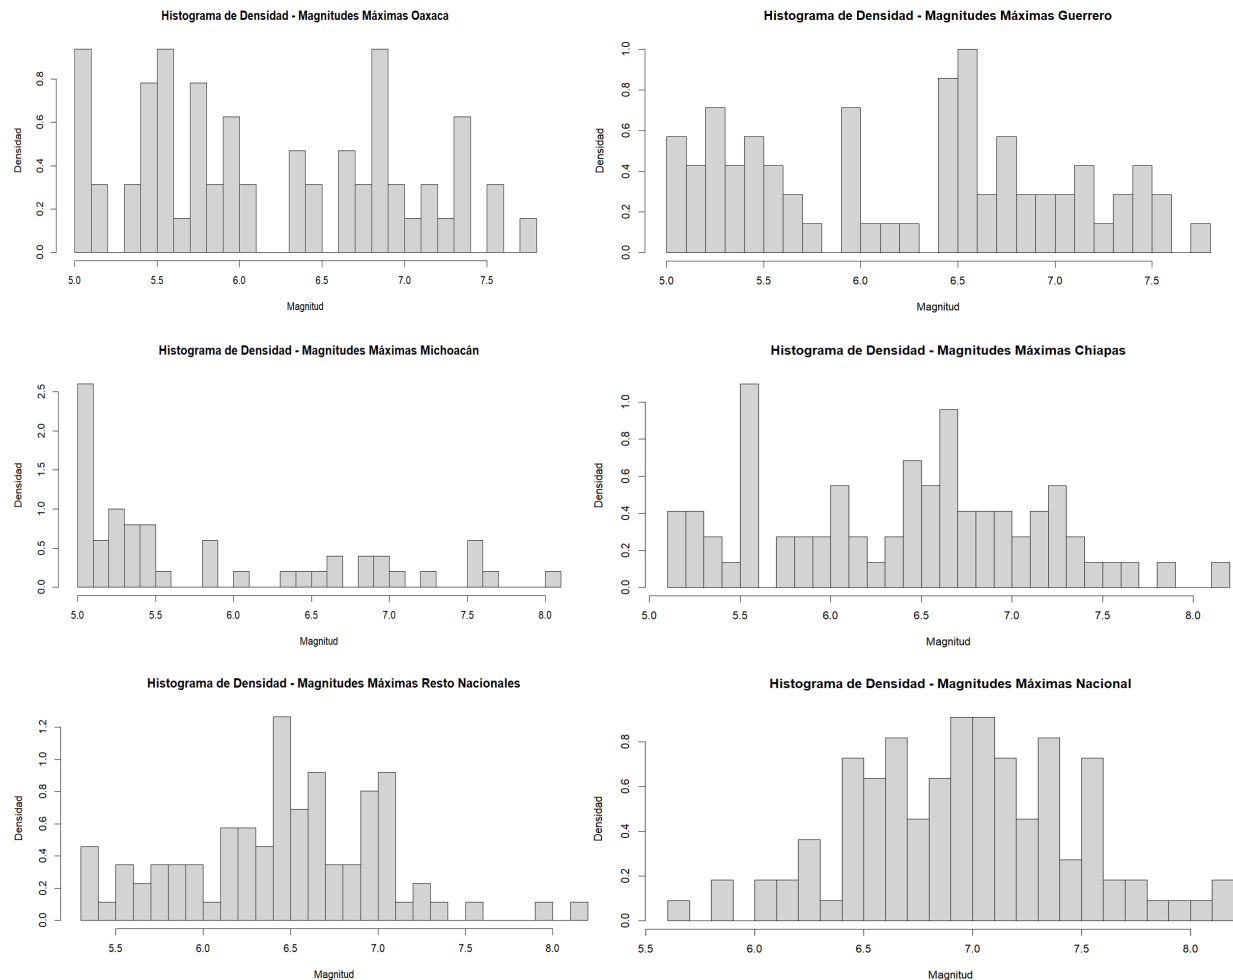 Histograma de Densidad - Magnitudes Máximas Oaxaca
Densidad
0.0 0.2 0.4 0.6 0.8
5.0 5.5 6.0 6.5 7.0 7.5
Magnitud
Histograma de Densidad - Magnitudes Máximas Guerrero
Densidad
0.0 0.2 0.4 0.6 0.8 1.0
5.0 5.5 6.0 6.5 7.0 7.5
Magnitud
Histograma de Densidad - Magnitudes Máximas Michoacán
Densidad
0.0 0.5 1.0 1.5 2.0 2.5
5.0 5.5 6.0 6.5 7.0 7.5 8.0
Magnitud
Histograma de Densidad - Magnitudes Máximas Chiapas
Densidad
0.0 0.2 0.4 0.6 0.8 1.0
5.0 5.5 6.0 6.5 7.0 7.5 8.0
Magnitud
Histograma de Densidad - Magnitudes Máximas Resto Nacionales
Densidad
0.0 0.2 0.4 0.6 0.8 1.0 1.2
5.5 6.0 6.5 7.0 7.5 8.0
Magnitud
Histograma de Densidad - Magnitudes Máximas Nacional
Densidad
0.0 0.2 0.4 0.6 0.8
5.5 6.0 6.5 7.0 7.5 8.0
Magnitud